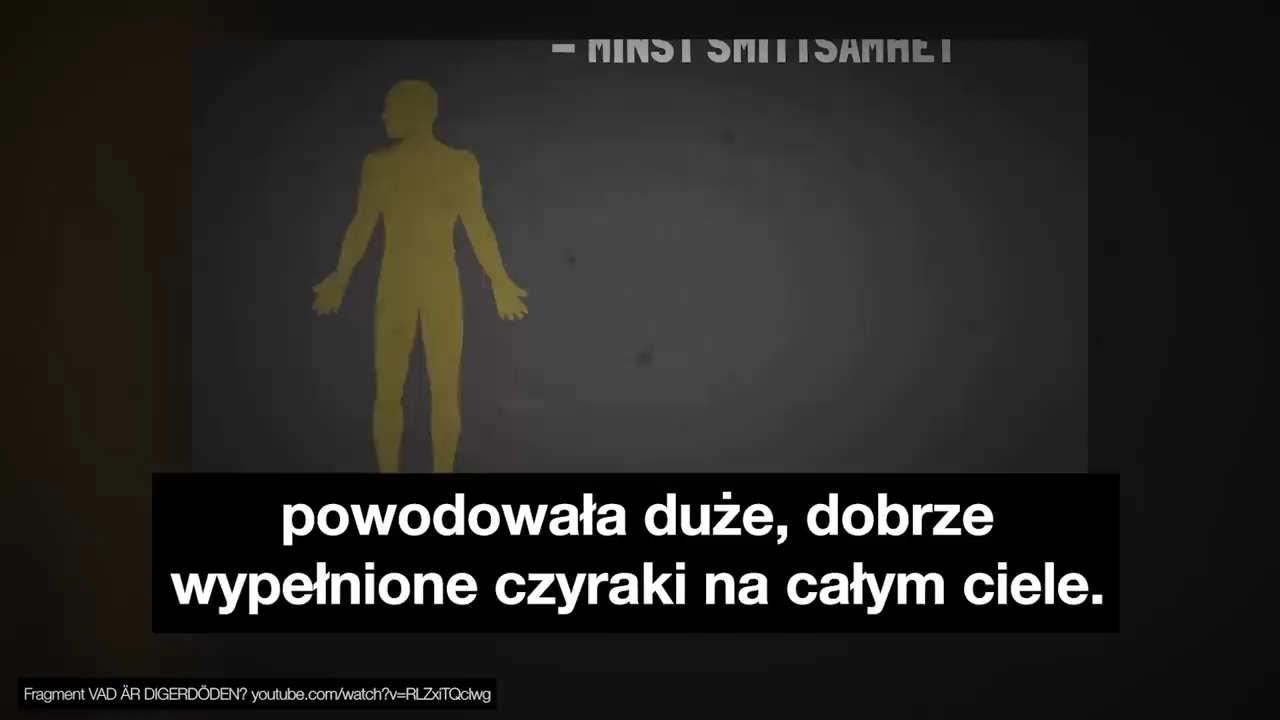 – MINST SMITTSAMHET
powodowała duże, dobrze
wypełnione czyraki na całym ciele.
Fragment VAD ÄR DIGERDÖDEN? youtube.com/watch?v=RLZxiTQclwg